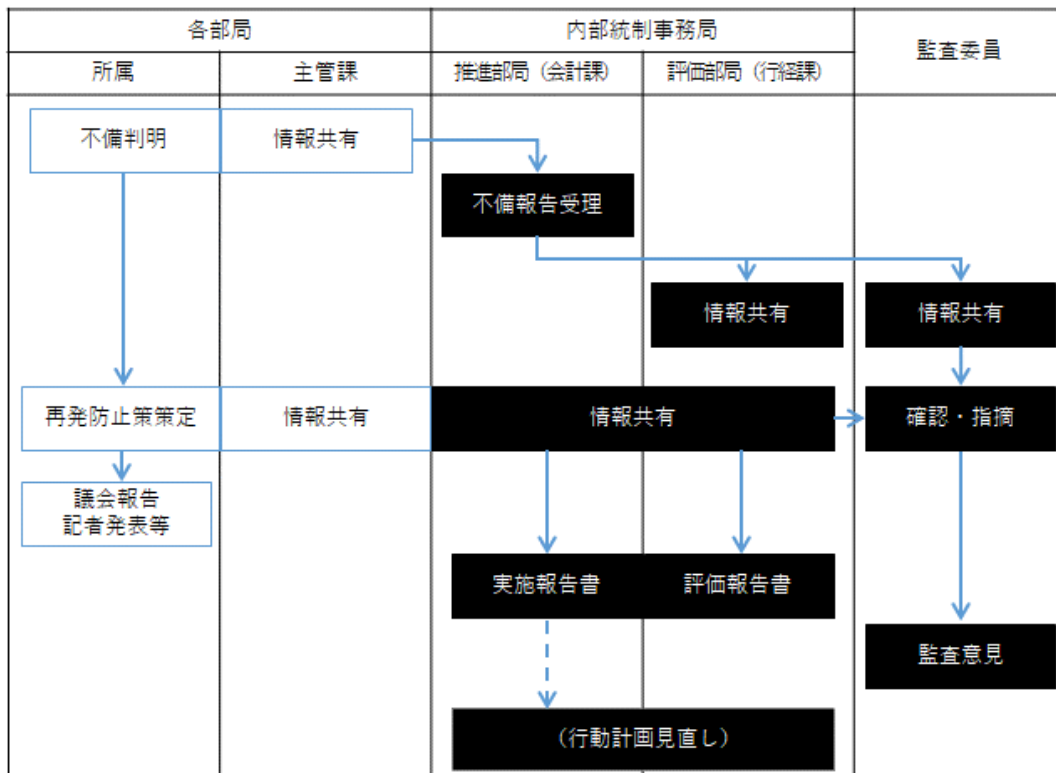 各部局
内部統制事務局
監査委員
所属
主管課
推進部局（会計課）
評価部局（行経課）
不備判明
情報共有
不備報告受理
情報共有
情報共有
再発防止策策定
情報共有
情報共有
確認・指摘
議会報告
記者発表等
実施報告書
評価報告書
監査意見
（行動計画見直し）